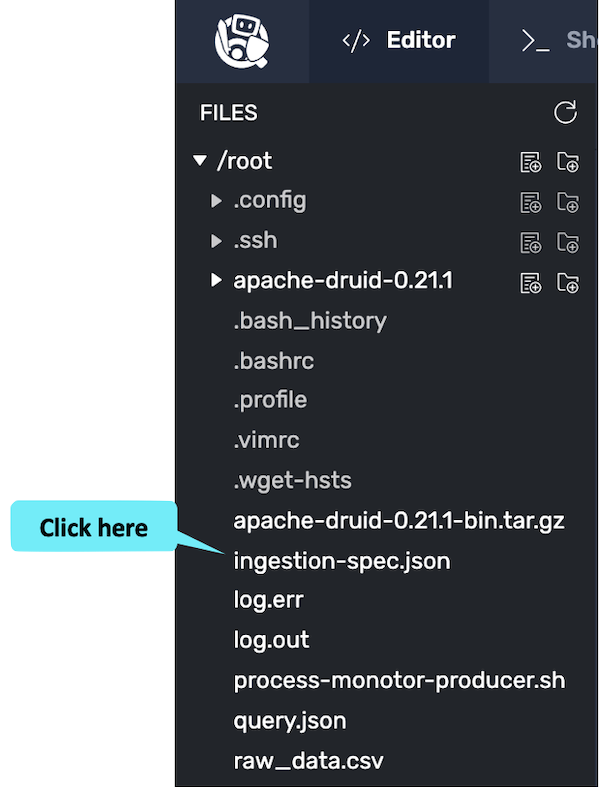 </> Editor >_ Sh
FILES
/root
.config
.ssh
apache-druid-0.21.1
.bash_history
.bashrc
.profile
.vimrc
.wget-hsts
apache-druid-0.21.1-bin.tar.gz
Click here
ingestion-spec.json
log.err
log.out
process-monotor-producer.sh
query.json
raw_data.csv